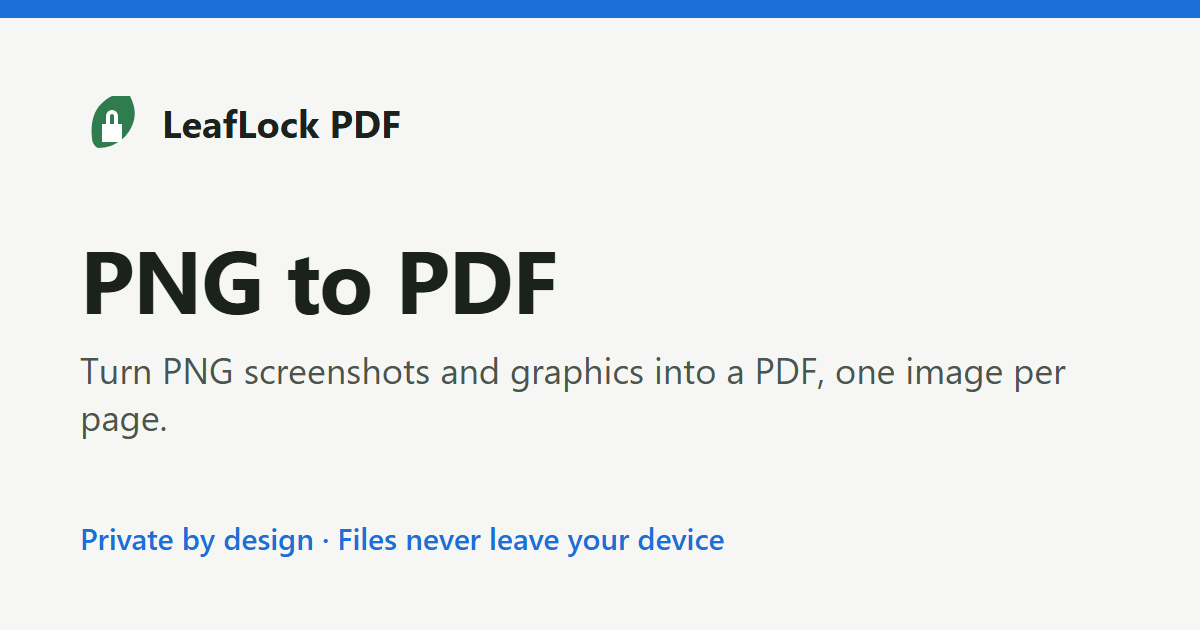 LeafLock PDF
PNG to PDF
Turn PNG screenshots and graphics into a PDF, one image per
page.
Private by design · Files never leave your device